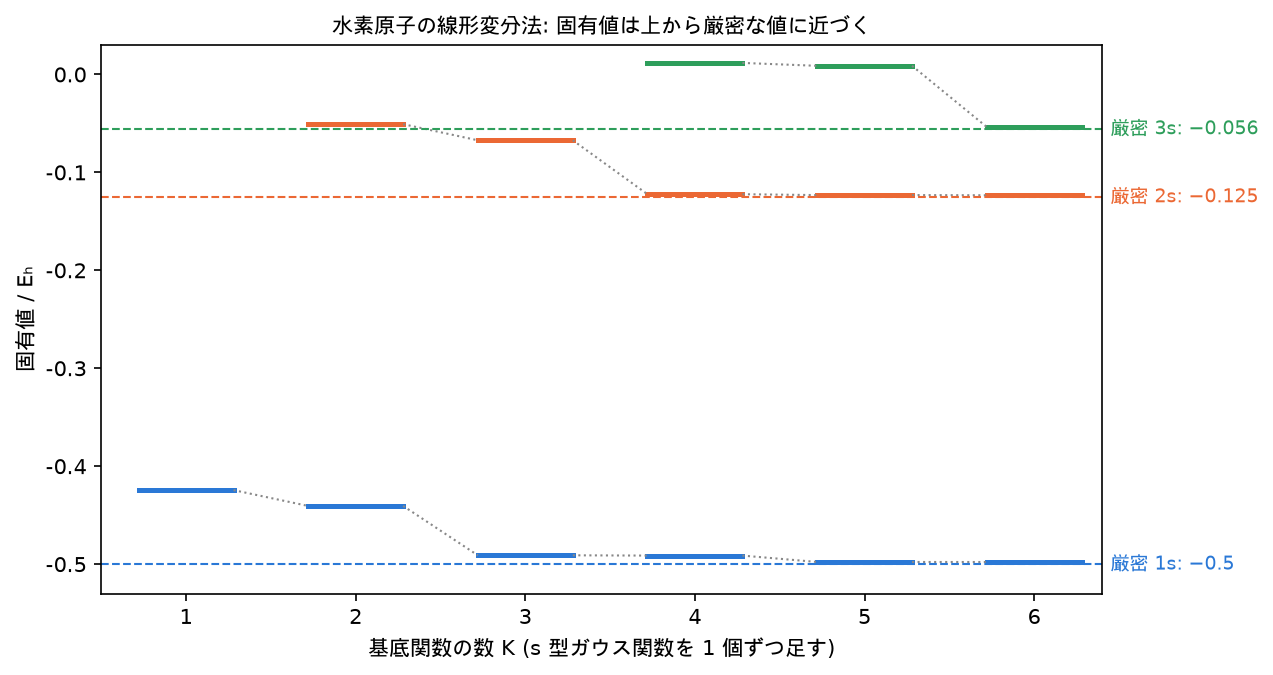 水素原子の線形変分法: 固有値は上から厳密な値に近づく
固有値 / Eₕ
0.0
-0.1
-0.2
-0.3
-0.4
-0.5
厳密 3s: −0.056
厳密 2s: −0.125
厳密 1s: −0.5
1
2
3
4
5
6
基底関数の数 K (s 型ガウス関数を 1 個ずつ足す)